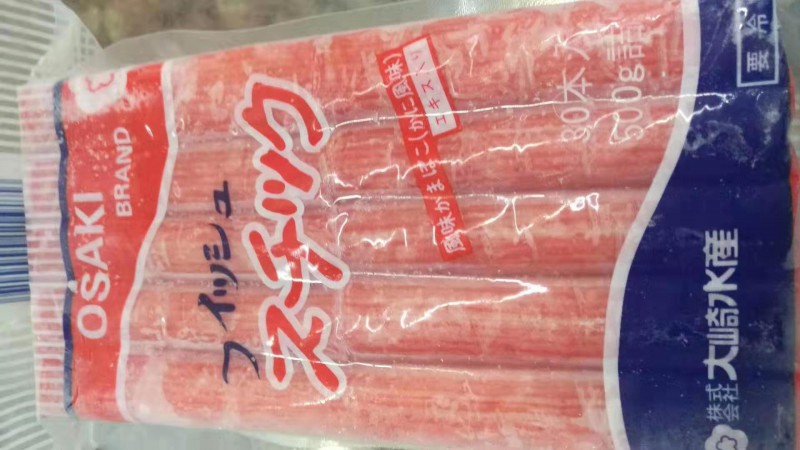 OSAKI
BRAND
フィッシュ
スチック
風味かまぼこ(かに風味)
エキス入り
30本入
500g詰
要冷
株式会社 大崎水産